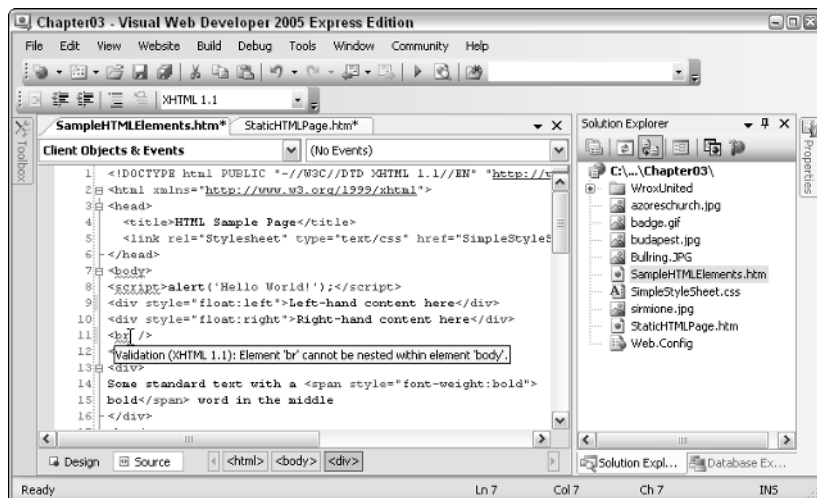 Chapter03 - Visual Web Developer 2005 Express Edition
File Edit View Website Build Debug Tools Window Community Help
XHTML 1.1
Toolbox
SampleHTMLElements.htm* StaticHTMLPage.htm*
Client Objects & Events (No Events)
1 <!DOCTYPE html PUBLIC "-//W3C//DTD XHTML 1.1//EN" "http://w
2 <html xmlns="http://www.w3.org/1999/xhtml">
3 <head>
4 <title>HTML Sample Page</title>
5 <link rel="Stylesheet" type="text/css" href="SimpleStyleS
6 </head>
7 <body>
8 <script>alert('Hello World!');</script>
9 <div style="float:left">Left-hand content here</div>
10 <div style="float:right">Right-hand content here</div>
11 <br />
12 <
Validation (XHTML 1.1): Element 'br' cannot be nested within element 'body'.
13 <div>
14 Some standard text with a <span style="font-weight:bold">
15 bold</span> word in the middle
16 </div>
Design Source <html> <body> <div>
Solution Explorer
C:\...\Chapter03\
WroxUnited
azoreschurch.jpg
badge.gif
budapest.jpg
Bullring.JPG
SampleHTMLElements.htm
SimpleStyleSheet.css
sirmione.jpg
StaticHTMLPage.htm
Web.Config
Solution Expl... Database Ex...
Properties
Ready Ln 7 Col 7 Ch 7 INS